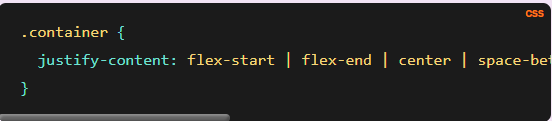 CSS
.container {
justify-content: flex-start | flex-end | center | space-bet
}